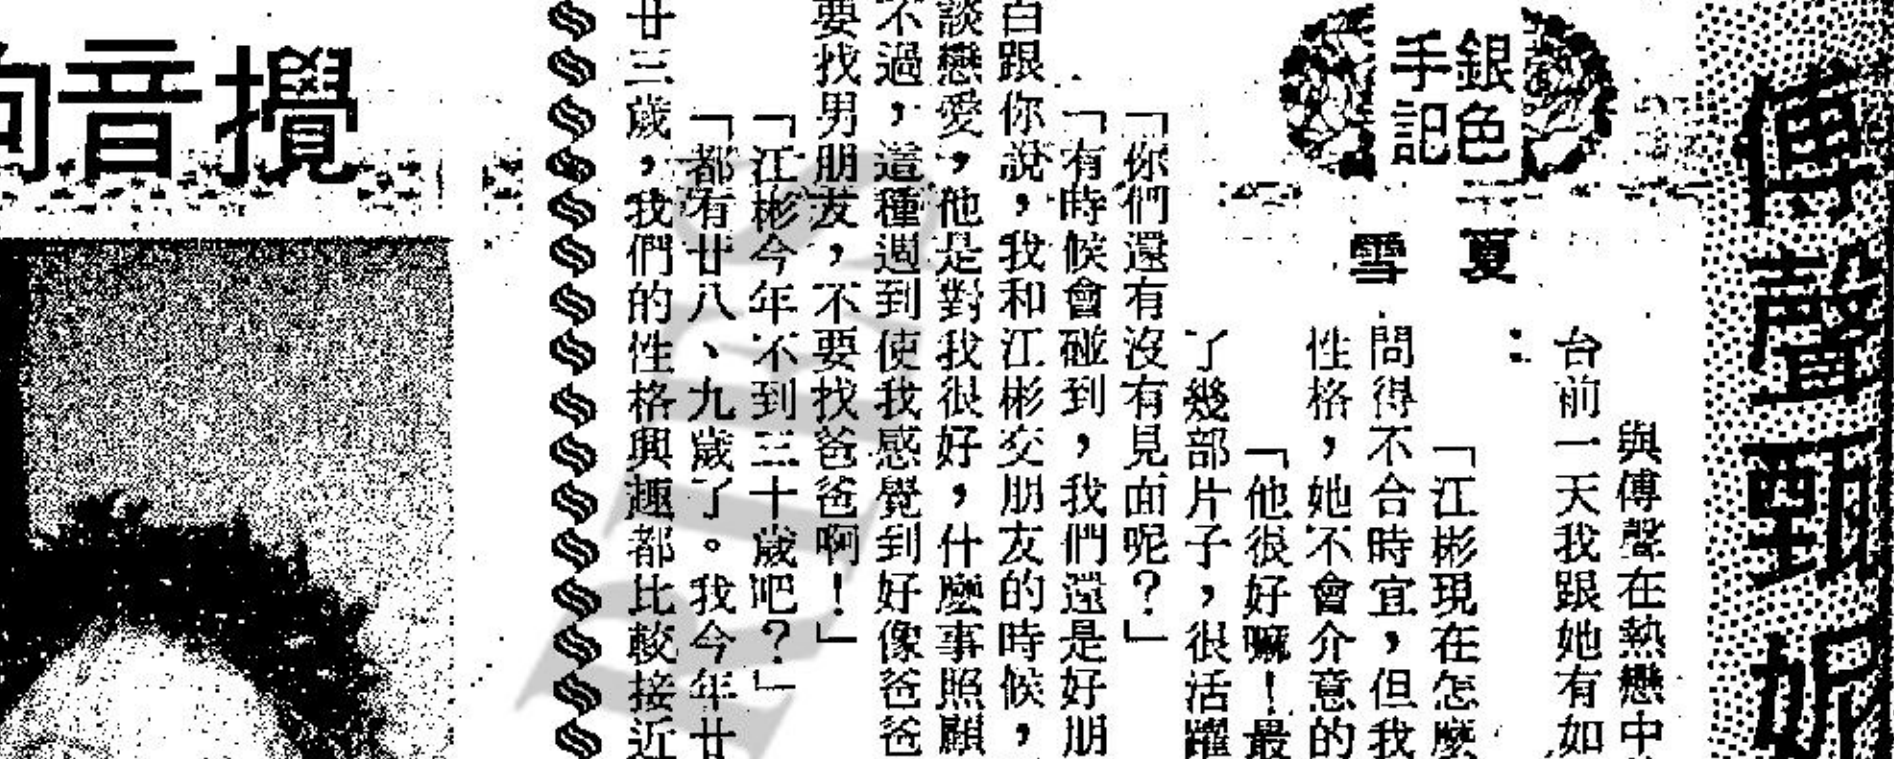 傅聲甄妮
銀色
手記
夏
雪
與傅聲在熱戀中
台前一天我跟她有如
：
「江彬現在怎麼
問得不合時宜，但我
性格，她不會介意的
「他很好嘛！最
了幾部片子，很活躍
「你們還有沒有見面呢？」
「有時候會碰到，我們還是好朋
白跟你說，我和江彬交朋友的時候，
談戀愛，他是對我很好，什麼事照顧
不過，這種週到使我感覺到好像爸爸
要找男朋友，不要找爸爸啊！」
「江彬今年不到三十歲吧？」
「都有廿八、九歲了。我今年廿
廿三歲，我們的性格興趣都比較接近
攪音响